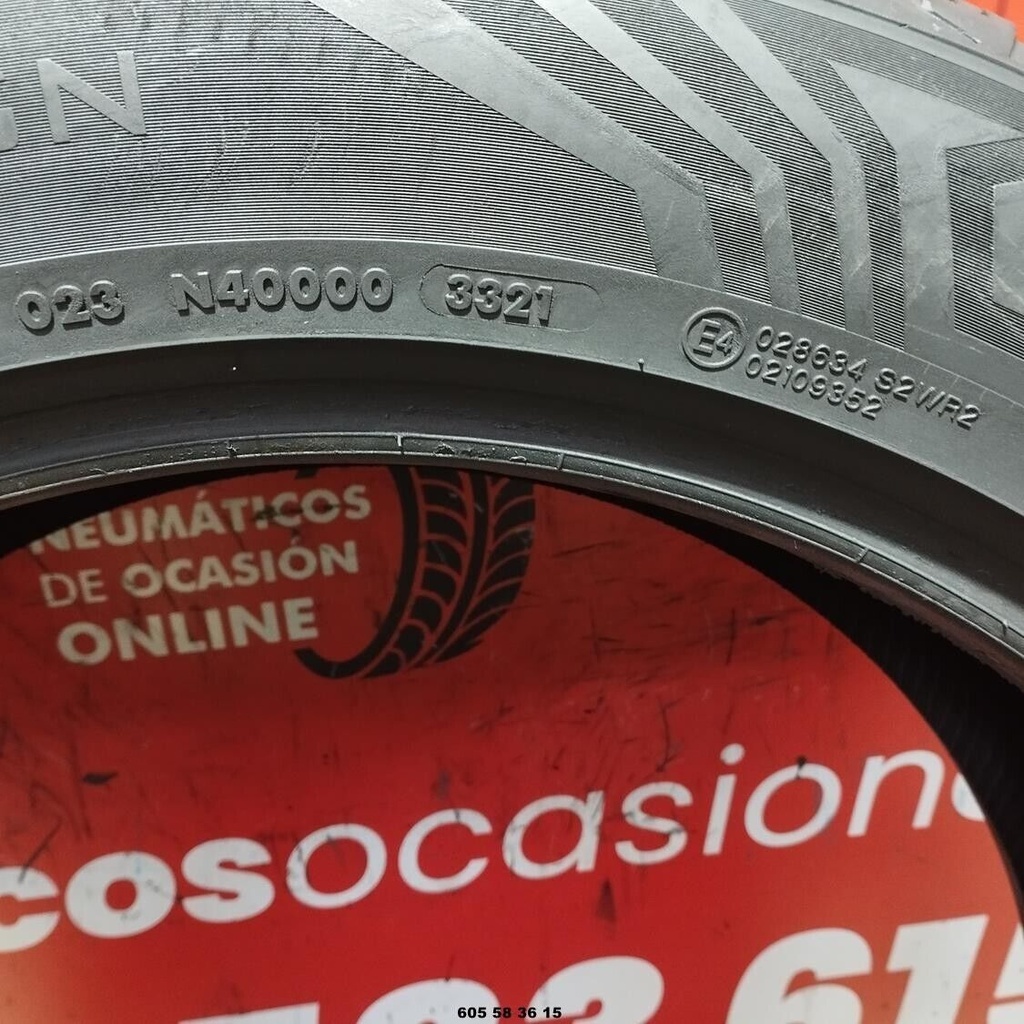 023 N40000 3321
E4 028634 S2WR2
02109352
NEUMÁTICOS
DE OCASIÓN
ONLINE
cosocasion
605 58 36 15